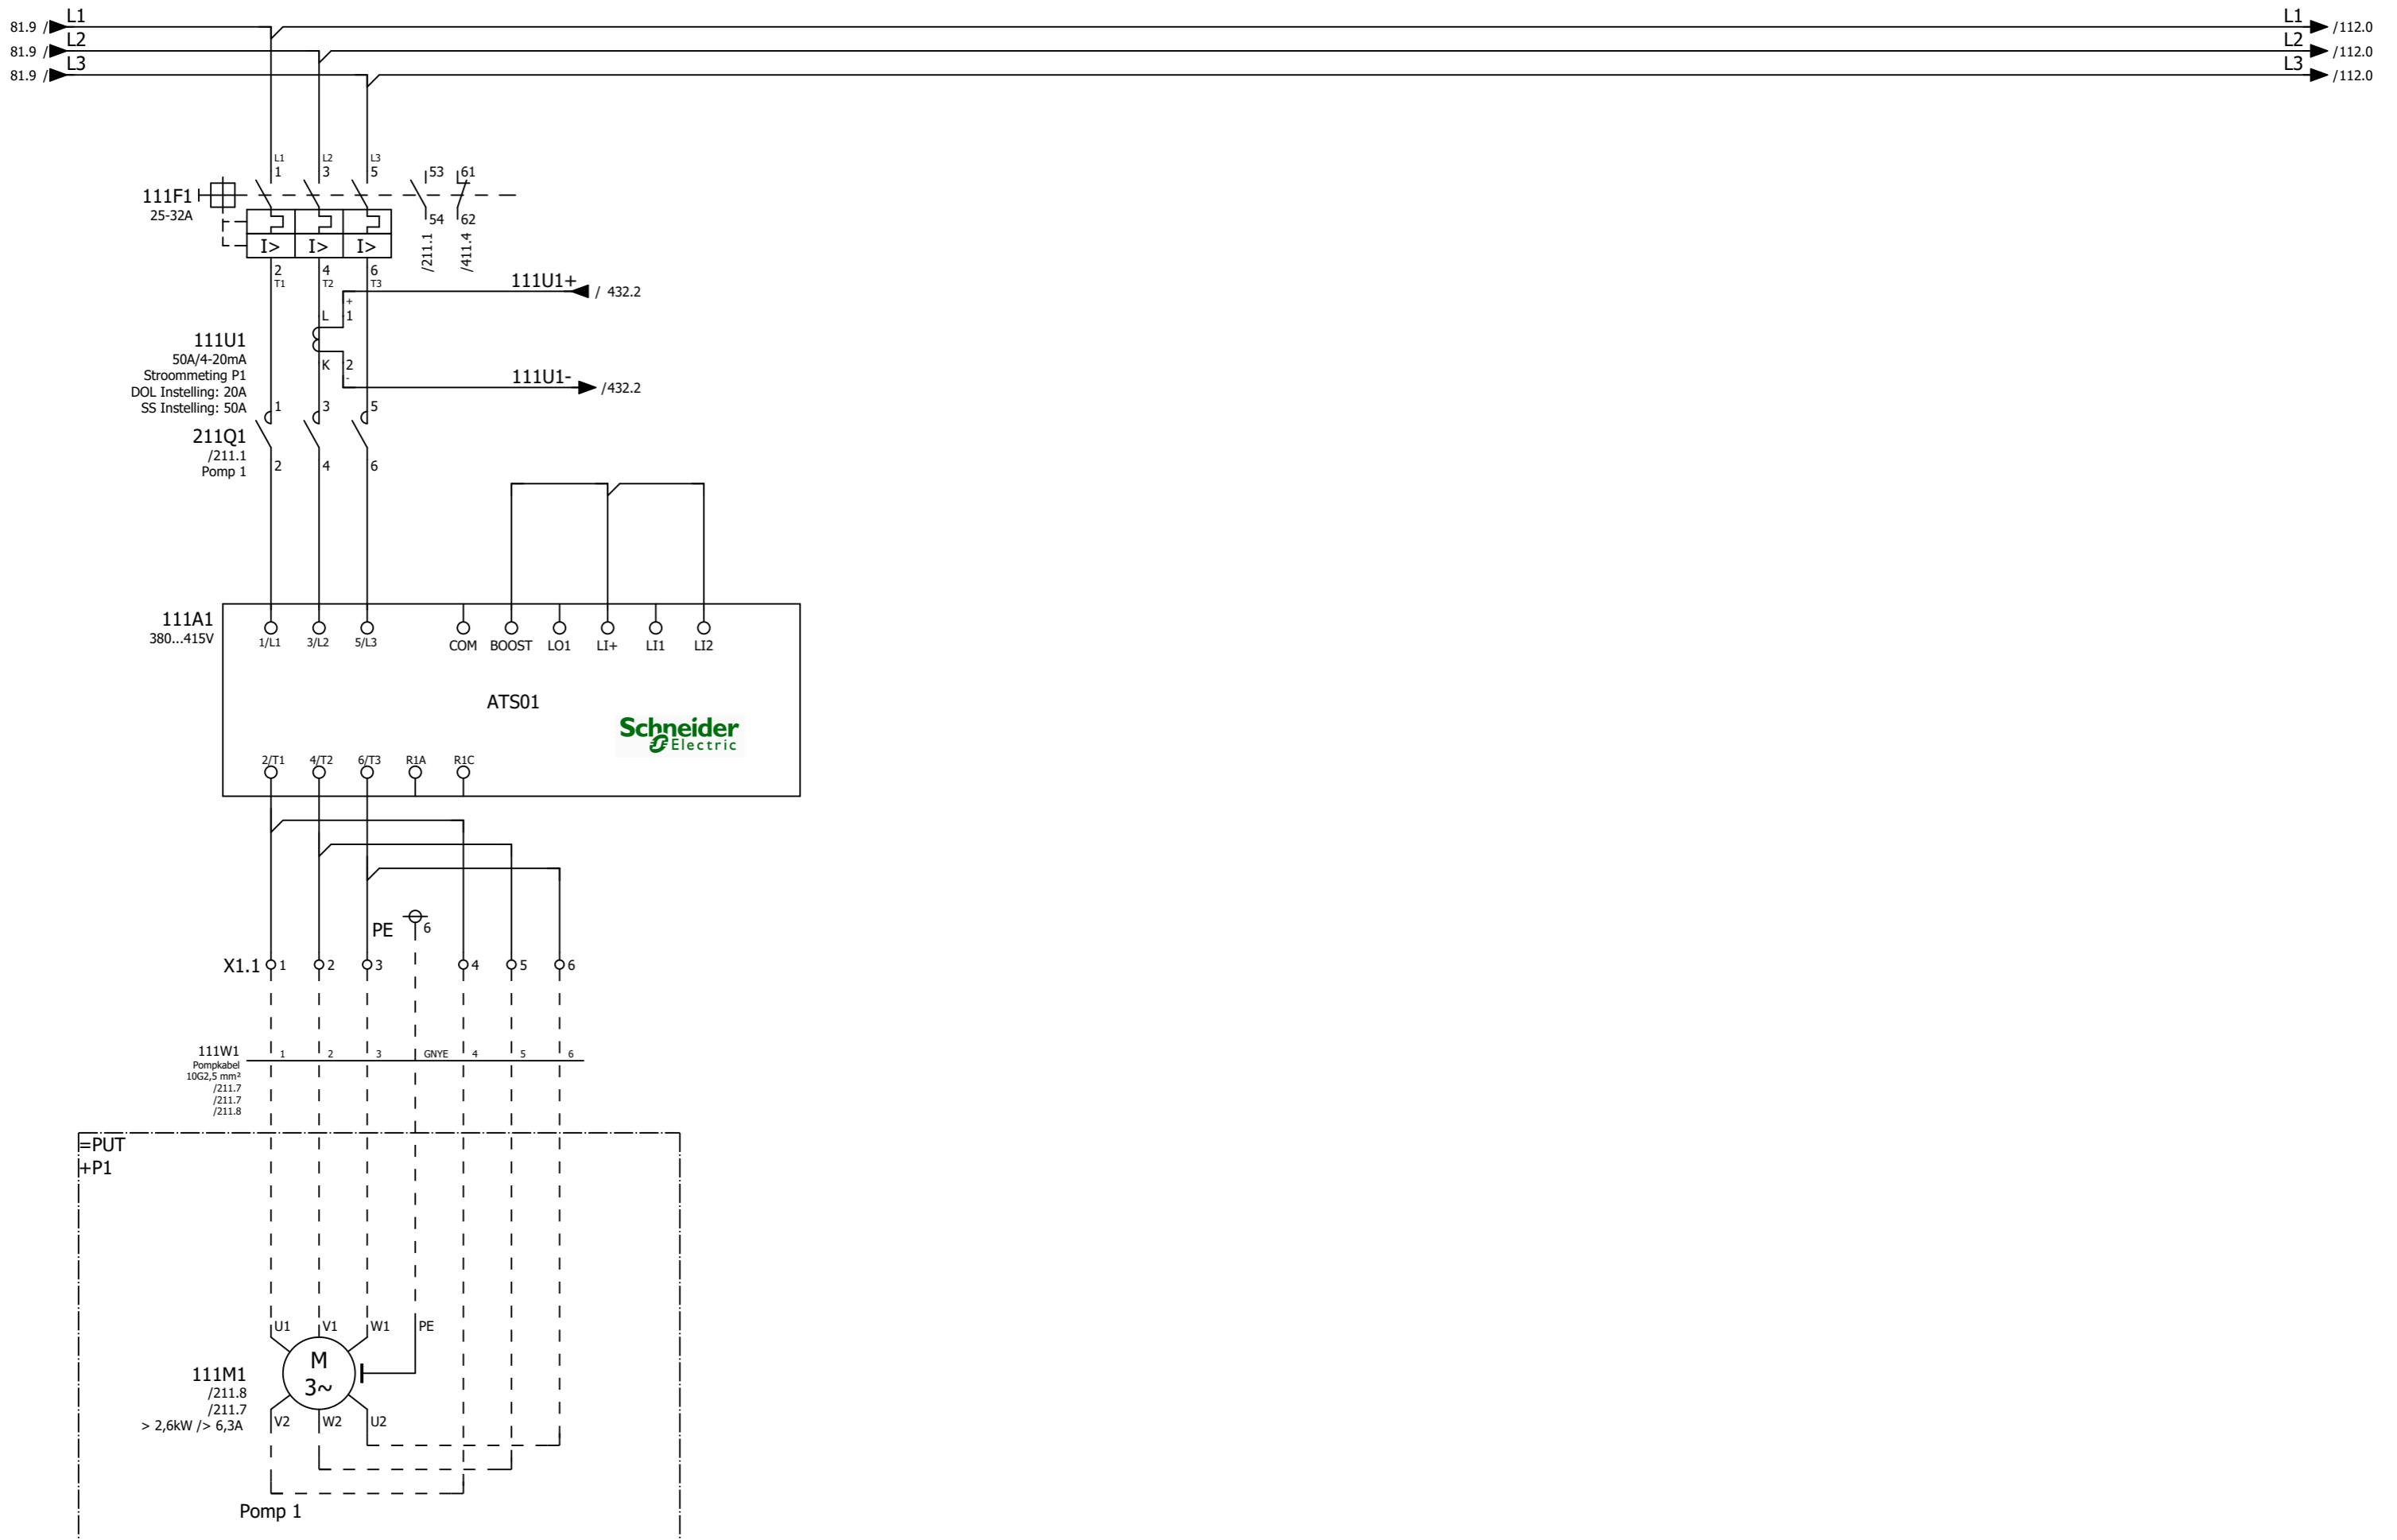 L1
81.9 /
L1
/112.0
L2
81.9 /
L2
/112.0
L3
81.9 /
L3
/112.0
L1 L2 L3
1 3 5 53 61
111F1
25-32A
54 62
I> I> I>
/211.1 /411.4
2 4 6
T1 T2 T3
111U1+
/ 432.2
+
L 1
111U1
50A/4-20mA
Stroommeting P1
DOL Instelling: 20A
SS Instelling: 50A
K 2
-
111U1-
/432.2
1 3 5
211Q1
/211.1
Pomp 1
2 4 6
111A1
380...415V
1/L1 3/L2 5/L3 COM BOOST LO1 LI+ LI1 LI2
ATS01
Schneider
Electric
2/T1 4/T2 6/T3 R1A R1C
PE 6
X1.1 1 2 3 4 5 6
111W1
Pompkabel
10G2,5 mm²
/211.7
/211.7
/211.8
1 2 3 GNYE 4 5 6
=PUT
+P1
U1 V1 W1 PE
M
3~
111M1
/211.8
/211.7
> 2,6kW /> 6,3A
V2 W2 U2
Pomp 1